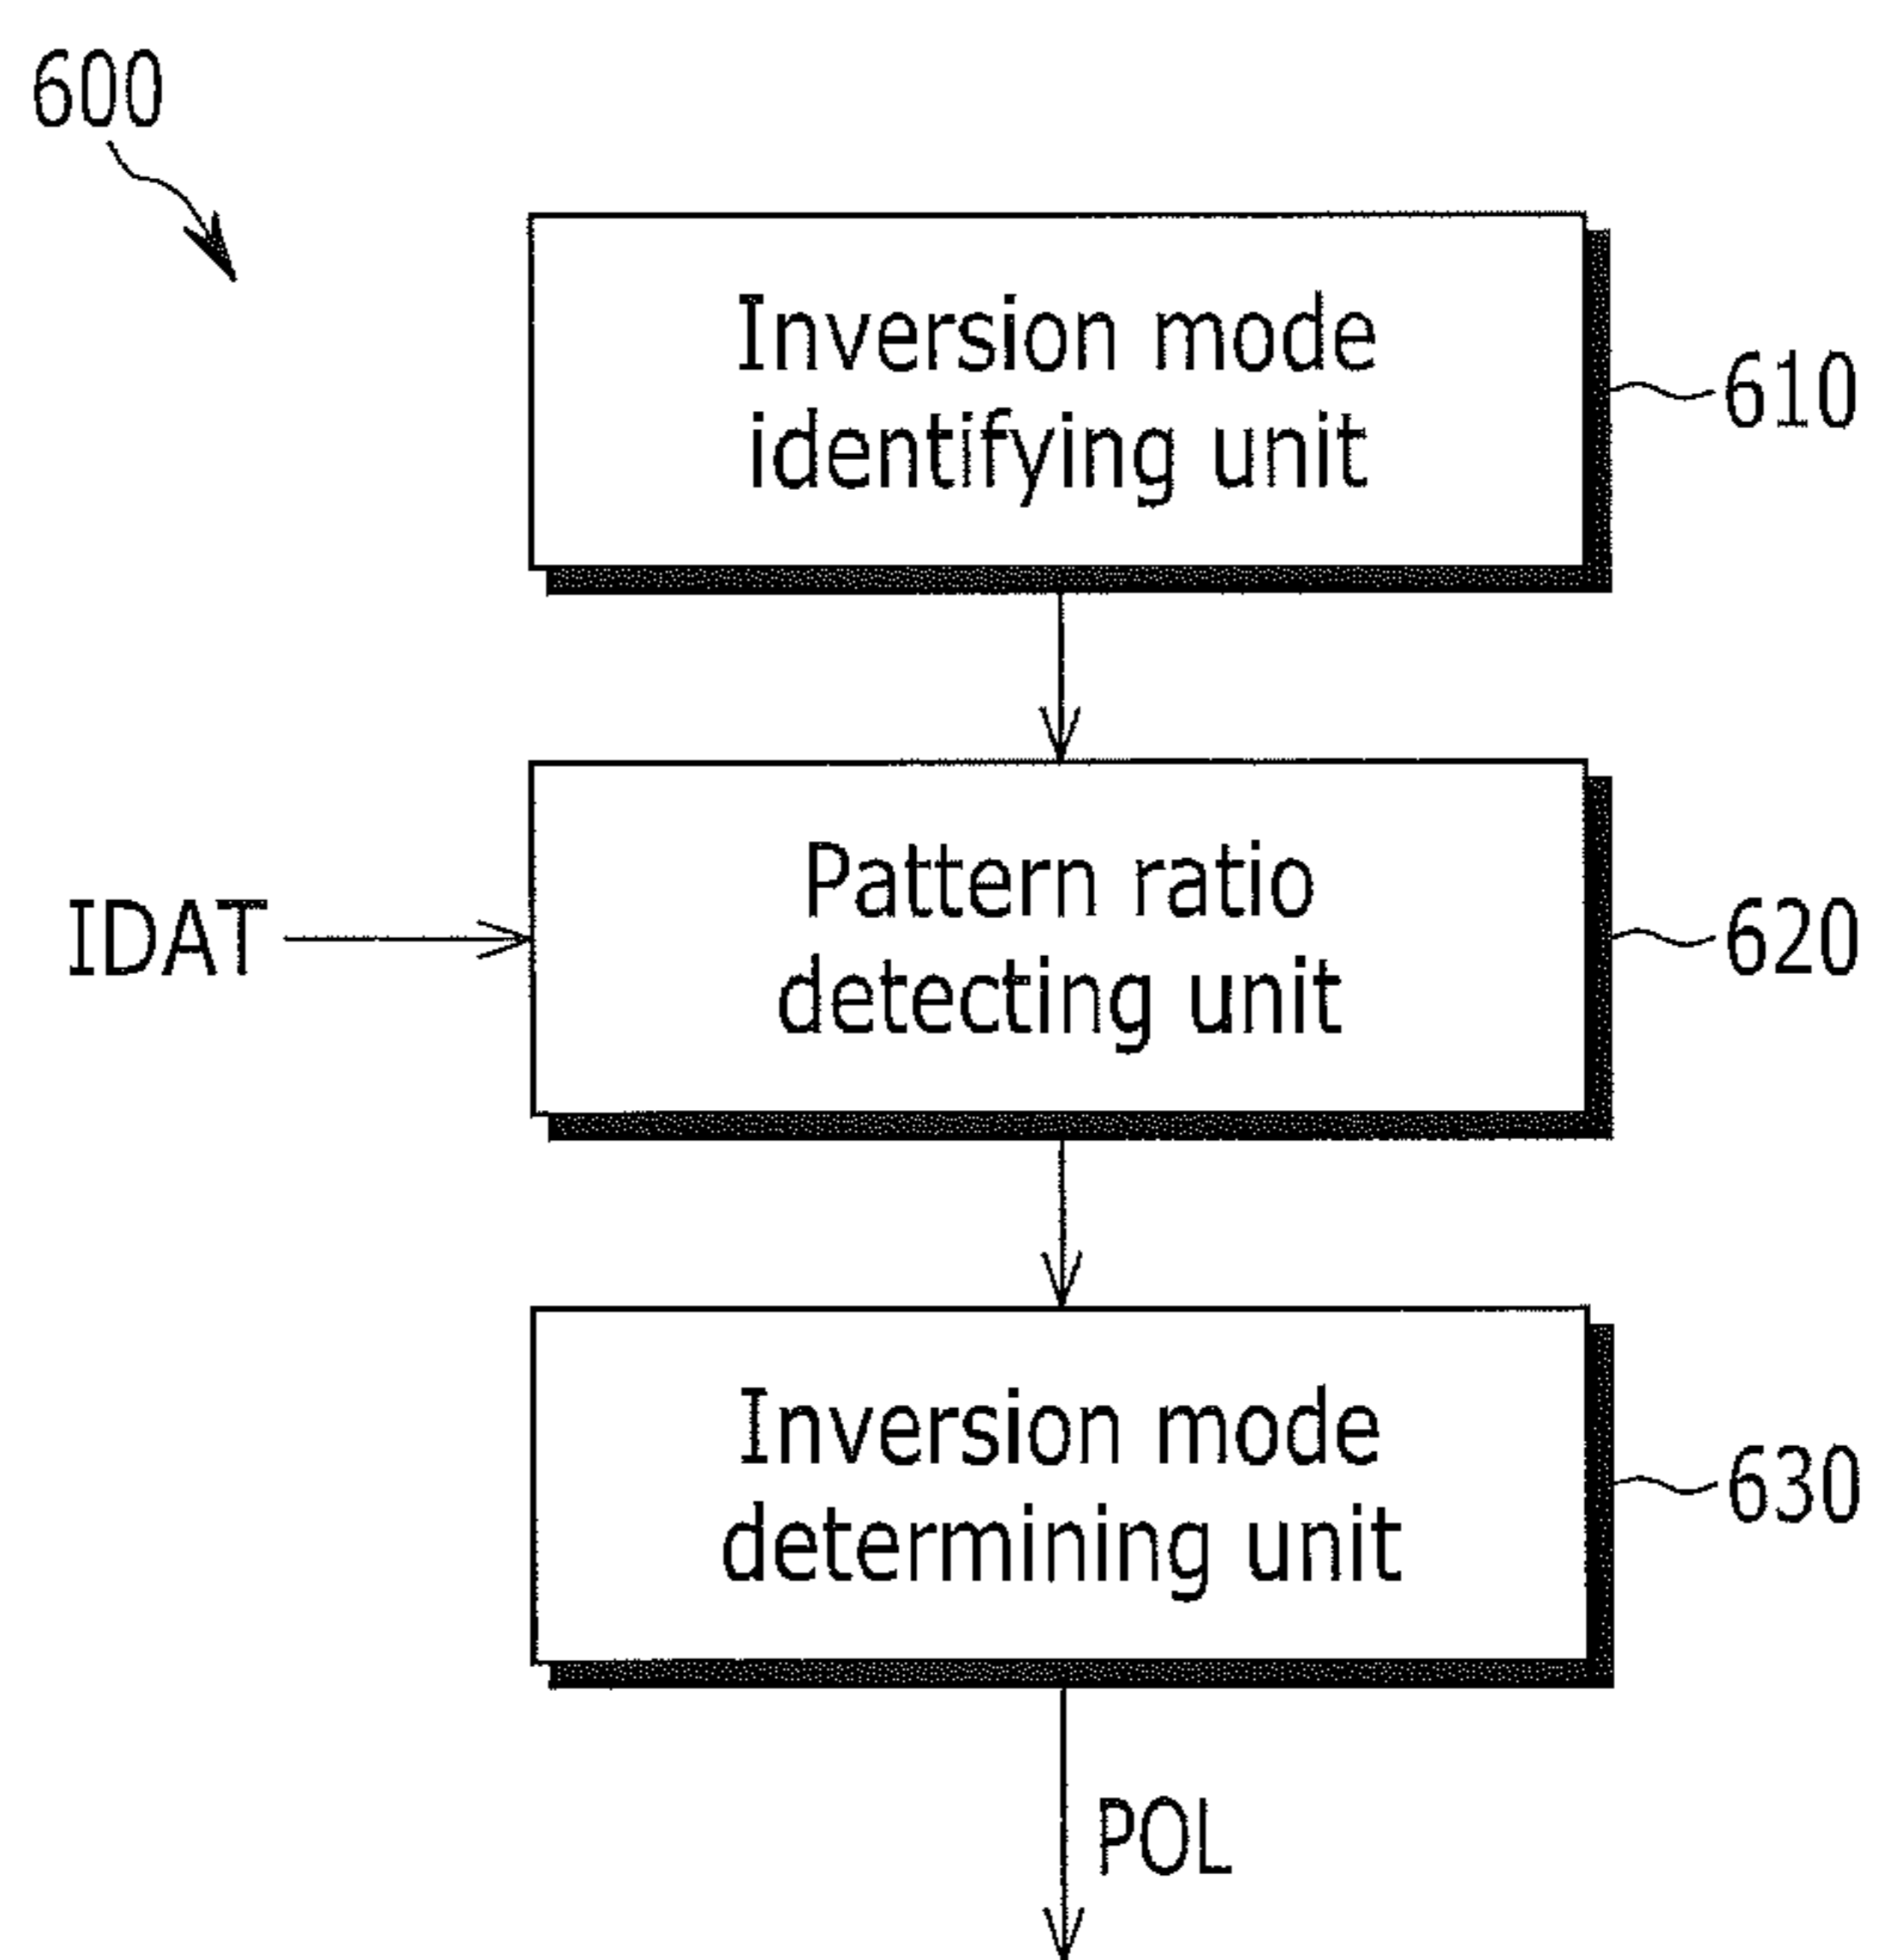 600
Inversion mode
identifying unit
610
IDAT
Pattern ratio
detecting unit
620
Inversion mode
determining unit
630
POL